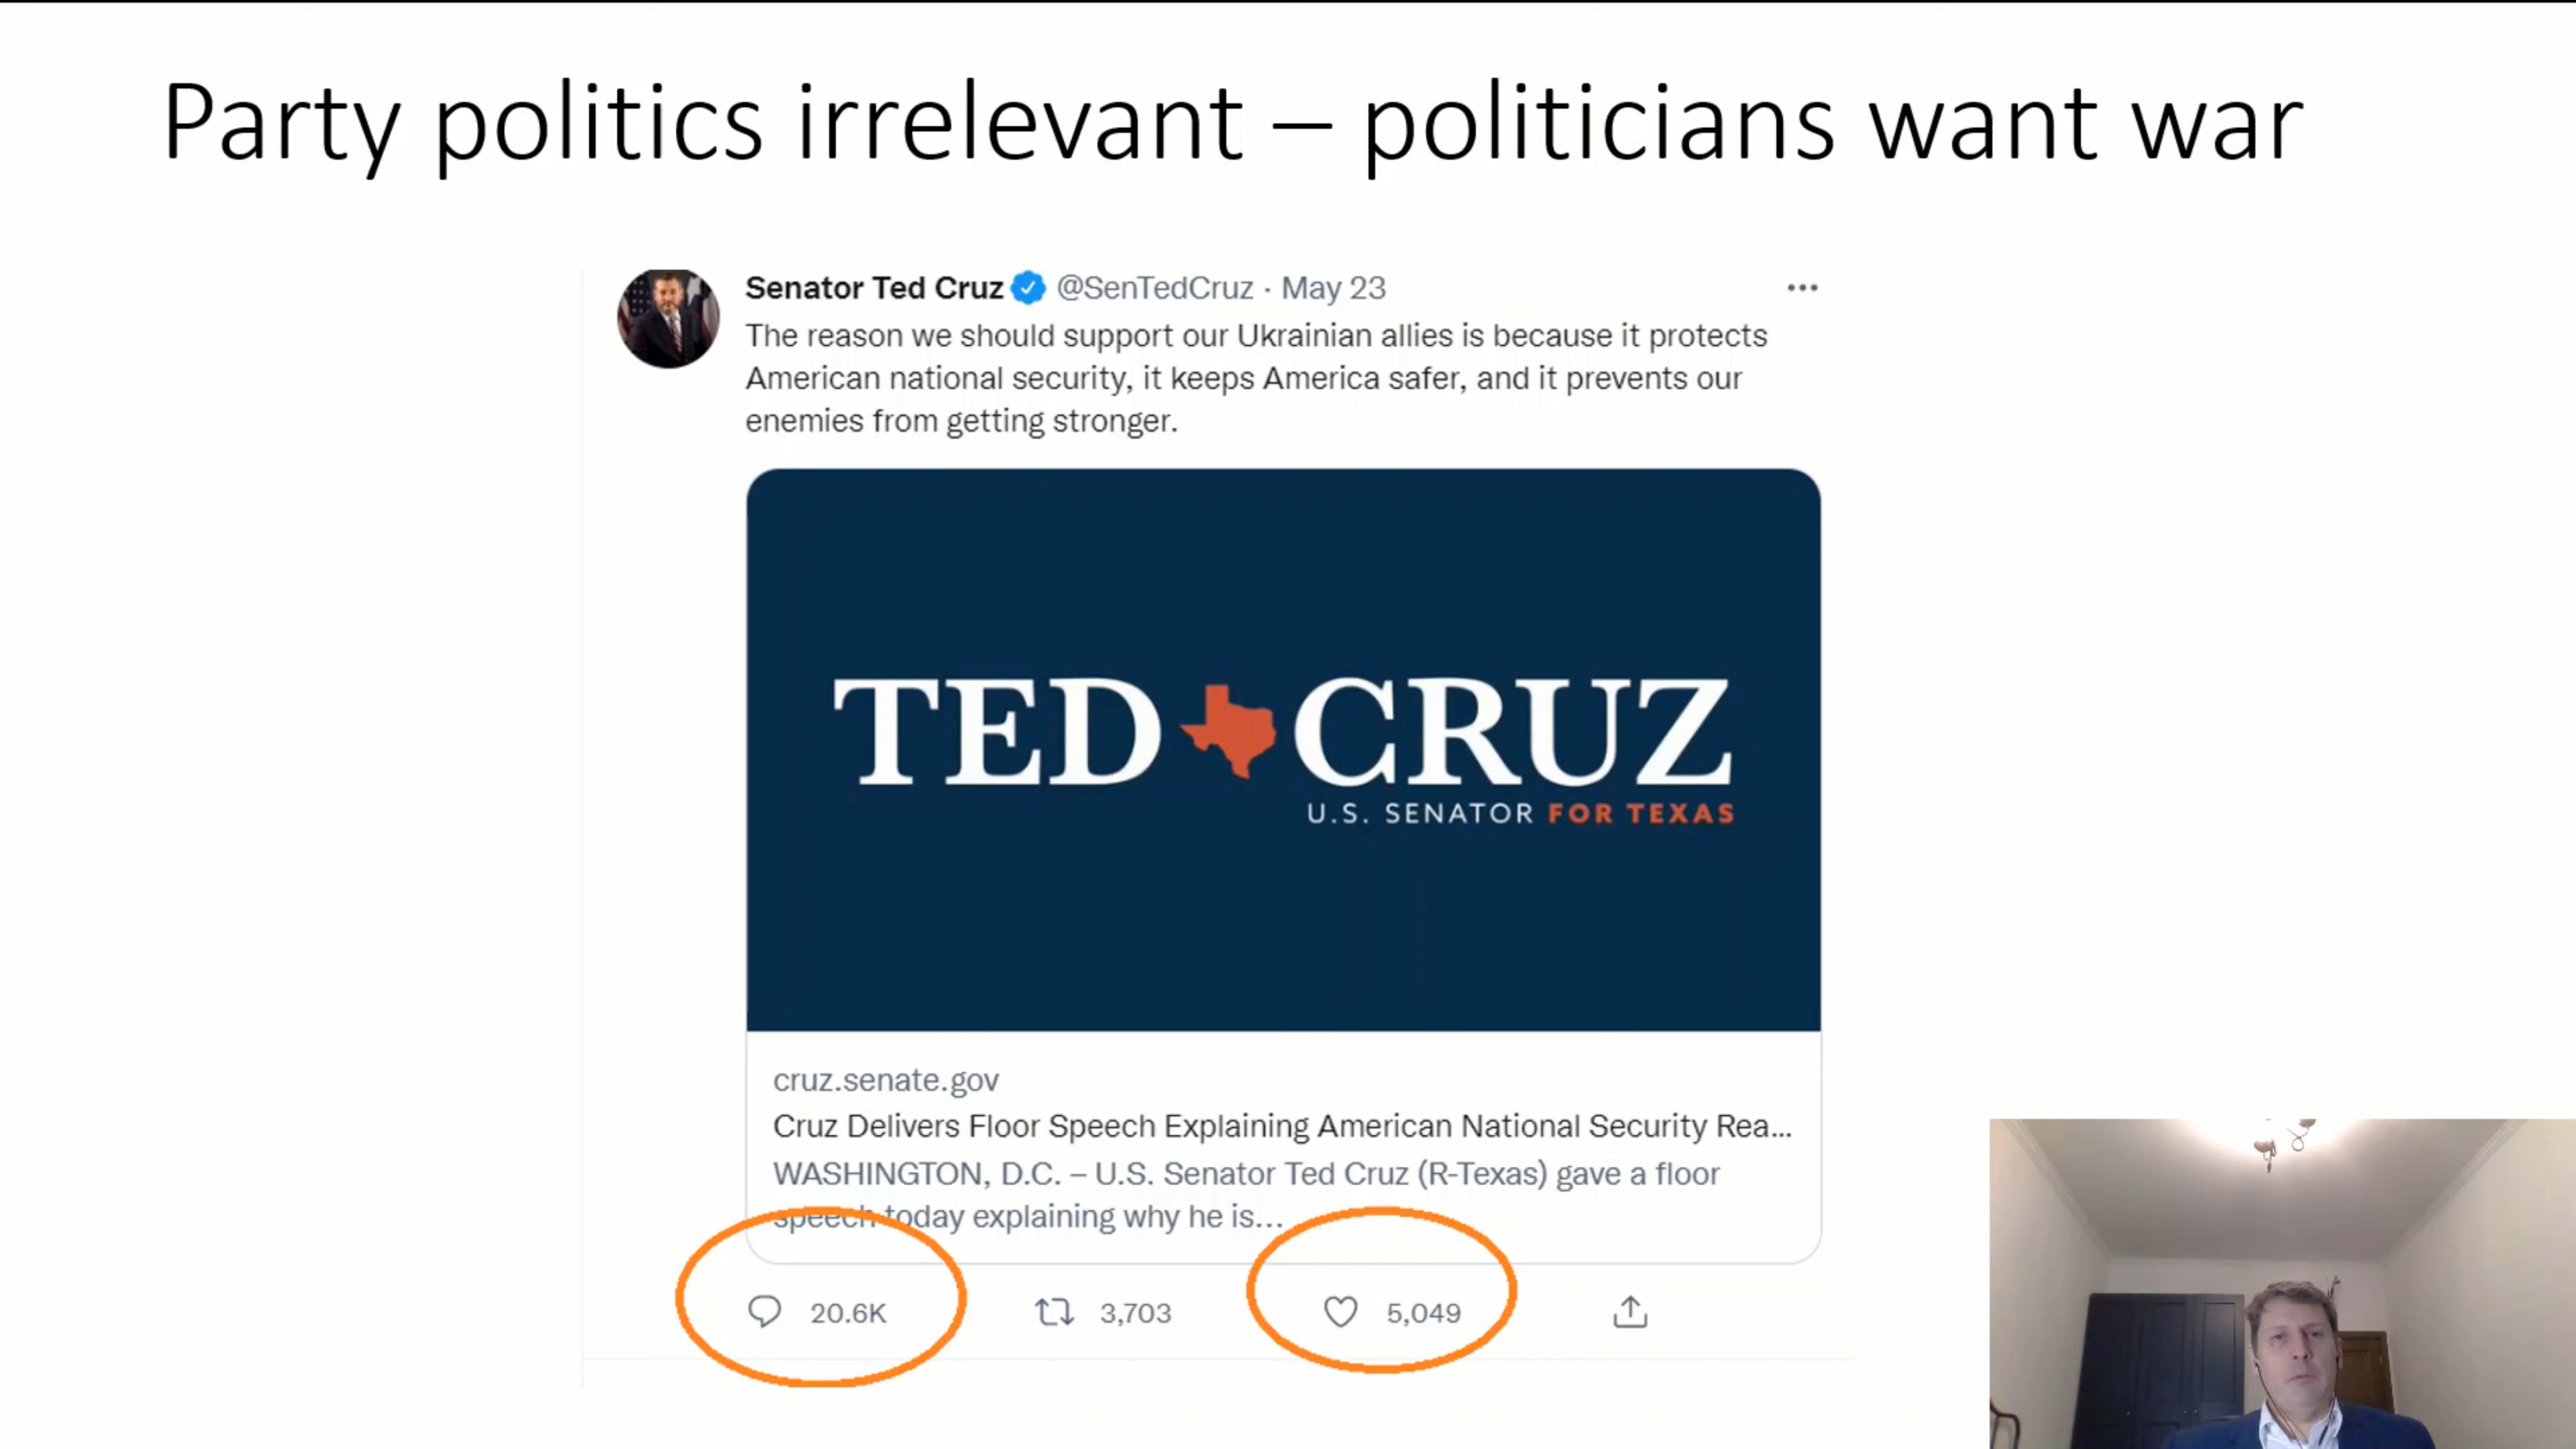 Party politics irrelevant – politicians want war
Senator Ted Cruz @SenTedCruz · May 23
The reason we should support our Ukrainian allies is because it protects
American national security, it keeps America safer, and it prevents our
enemies from getting stronger.
TED CRUZ
U.S. SENATOR FOR TEXAS
cruz.senate.gov
Cruz Delivers Floor Speech Explaining American National Security Rea...
WASHINGTON, D.C. – U.S. Senator Ted Cruz (R-Texas) gave a floor
speech today explaining why he is...
20.6K 3,703 5,049